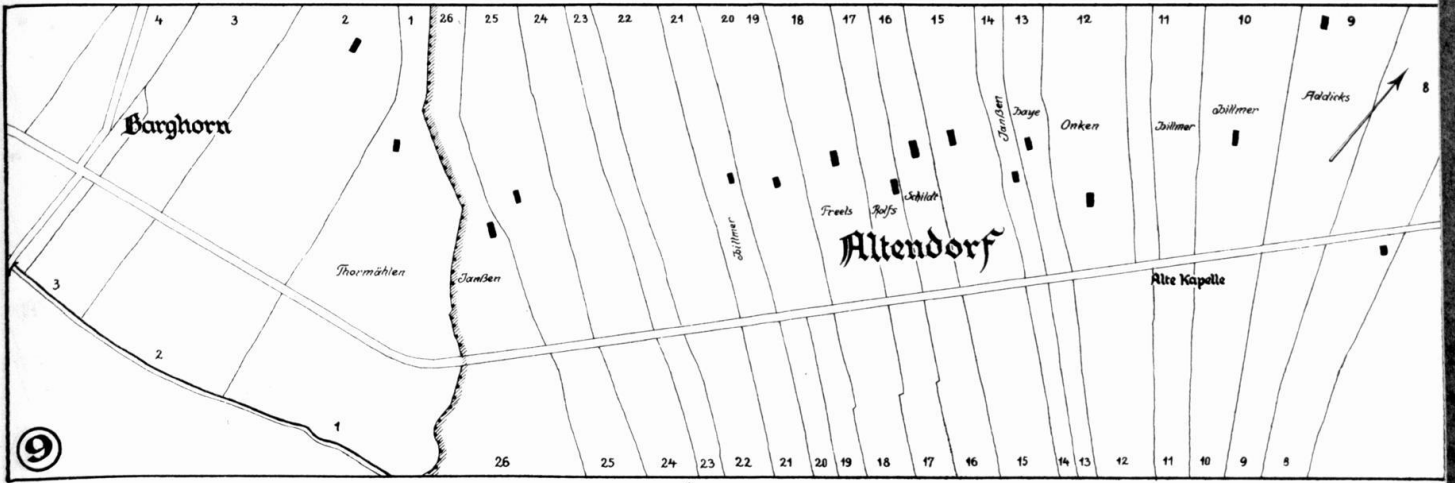 4 3 2 1 26 25 24 23 22 21 20 19 18 17 16 15 14 13 12 11 10 9
8
Barghorn
Janßen
Haye
Onken
Dillmer
Dillmer
Addicks
Freels
Rolfs
Schildt
Dillmer
Altendorf
Thormählen
Janßen
Alte Kapelle
3
2
1
9
26 25 24 23 22 21 20 19 18 17 16 15 14 13 12 11 10 9 8